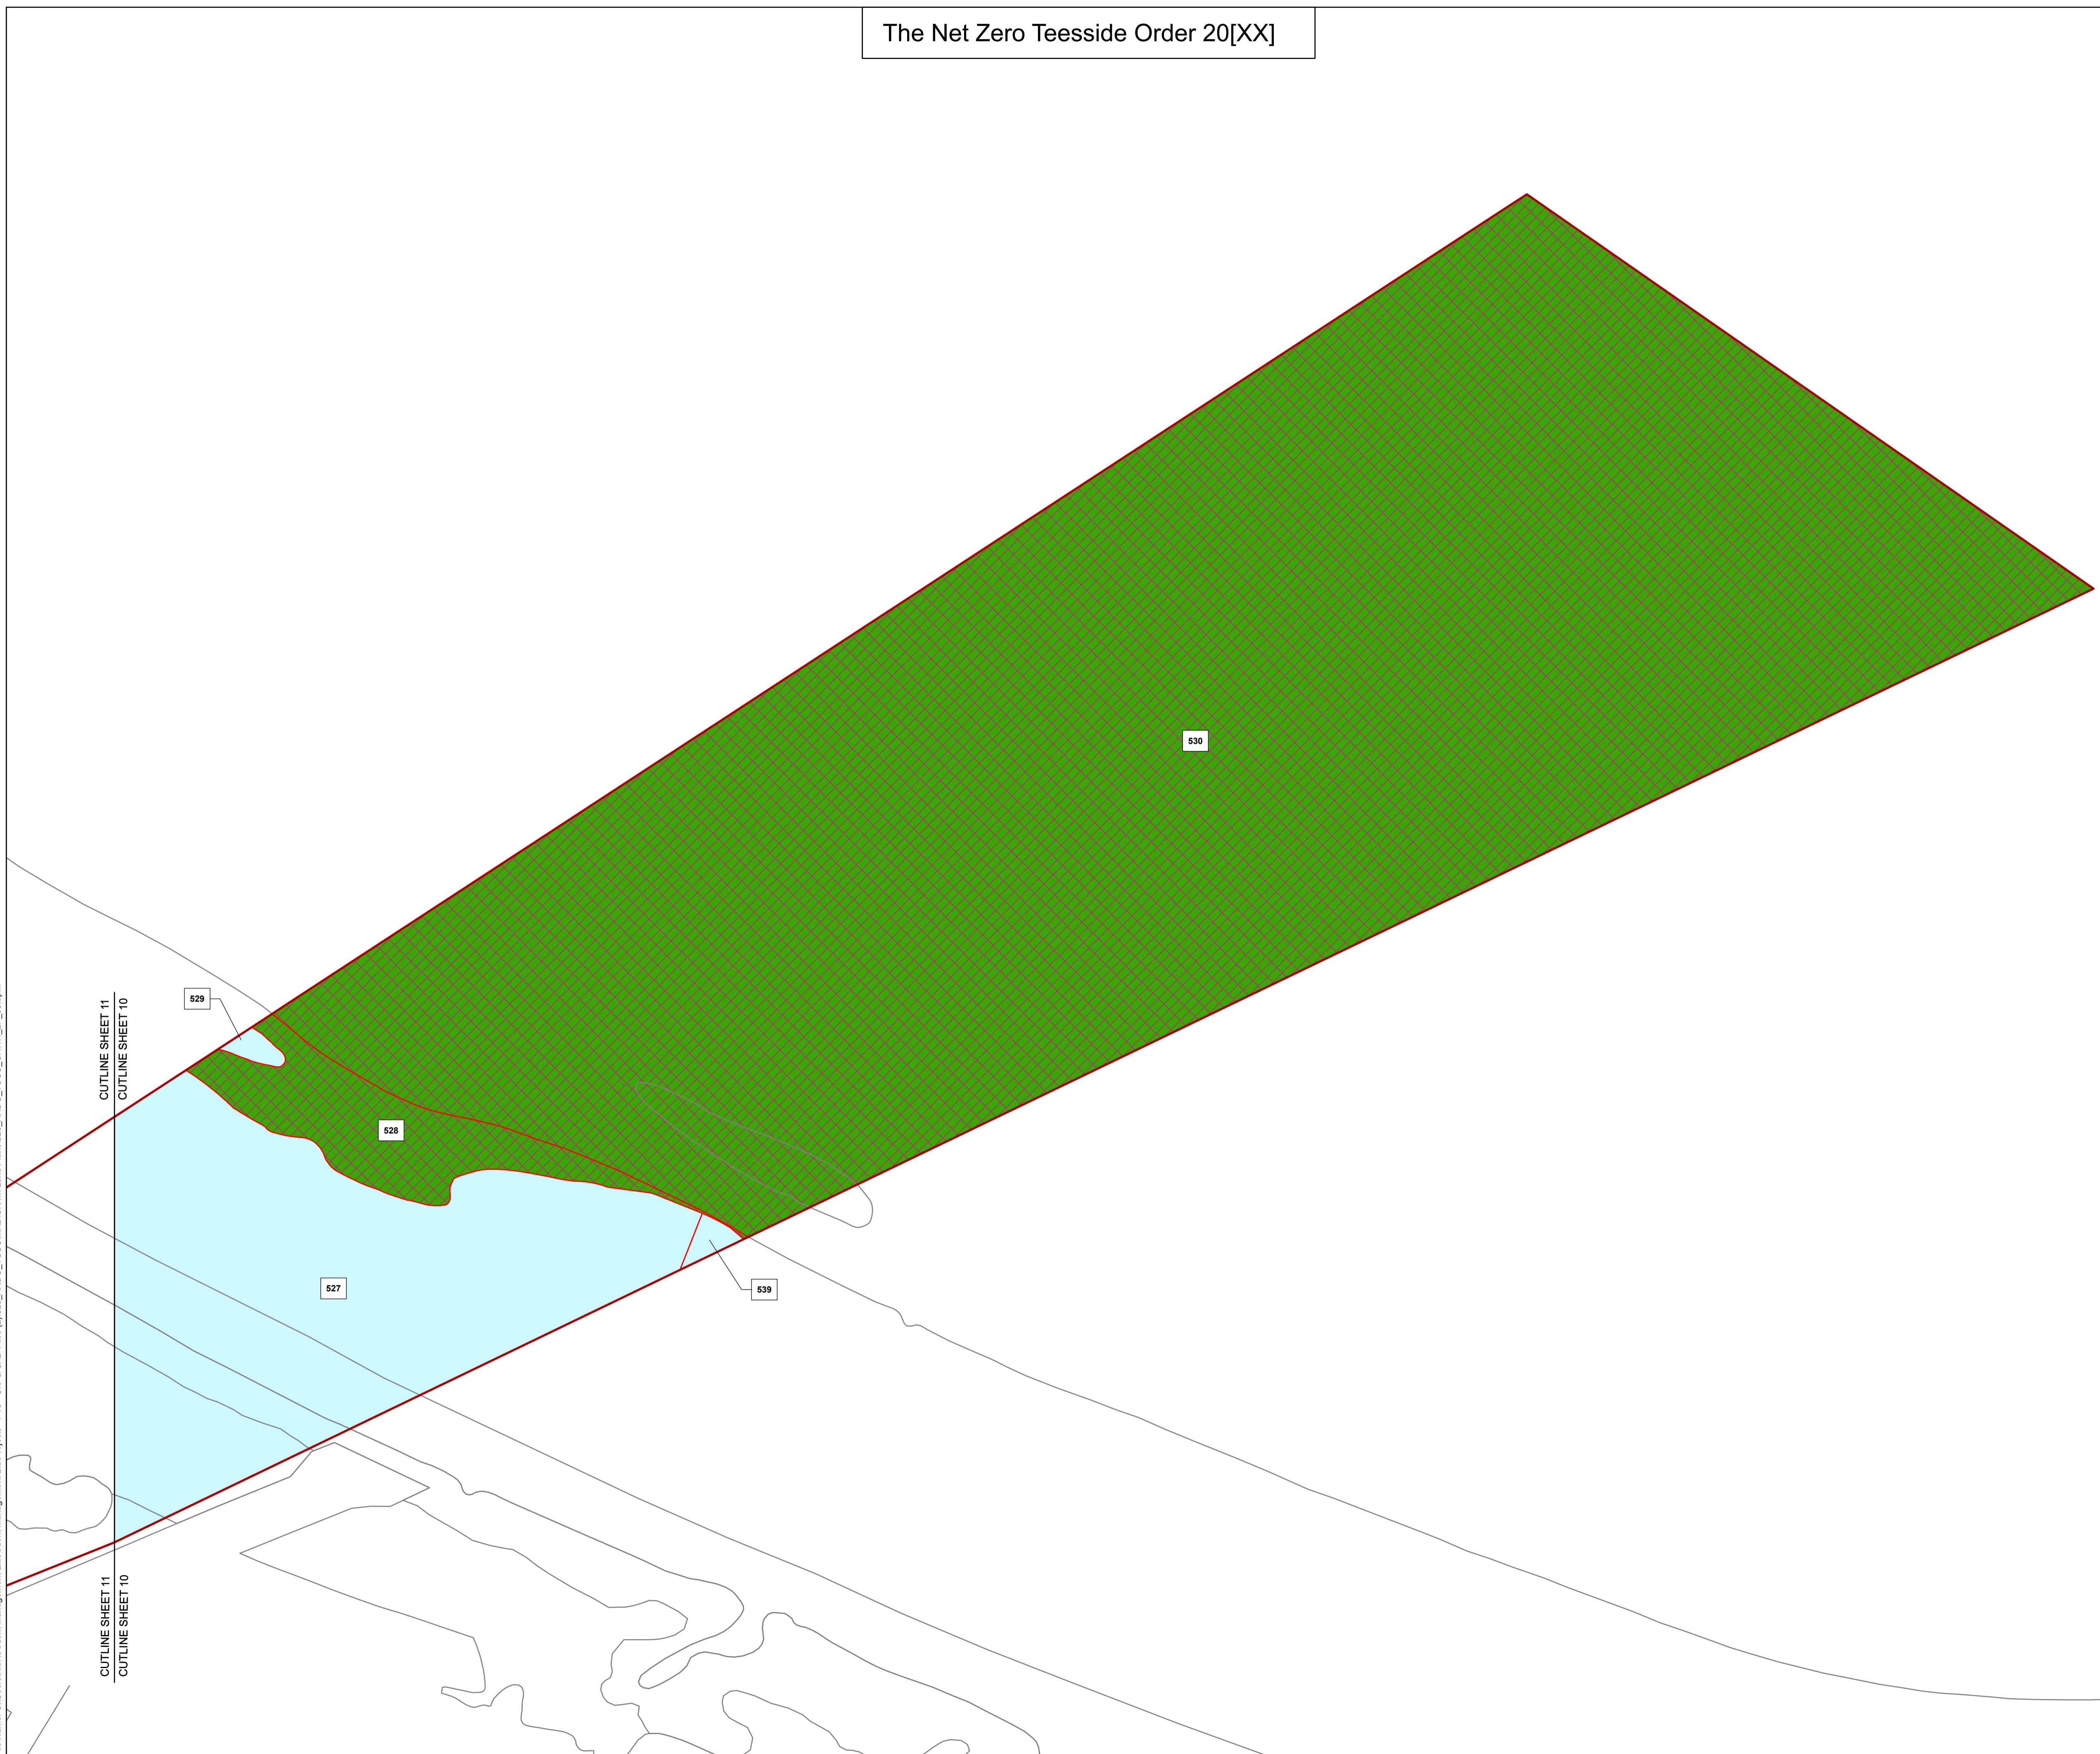 The Net Zero Teesside Order 20[XX]
530
529
CUTLINE SHEET 11
CUTLINE SHEET 10
528
527
539
CUTLINE SHEET 11
CUTLINE SHEET 10